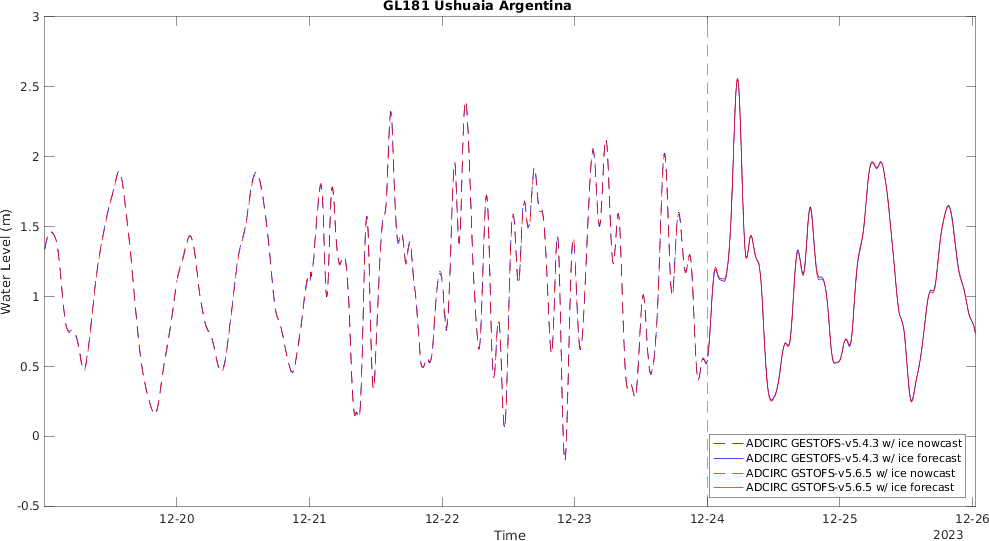 GL181 Ushuaia Argentina
3
2.5
2
1.5
1
0.5
0
-0.5
Water Level (m)
ADCIRC GESTOFS-v5.4.3 w/ ice nowcast
ADCIRC GESTOFS-v5.4.3 w/ ice forecast
ADCIRC GSTOFS-v5.6.5 w/ ice nowcast
ADCIRC GSTOFS-v5.6.5 w/ ice forecast
12-20 12-21 12-22 12-23 12-24 12-25 12-26
Time
2023